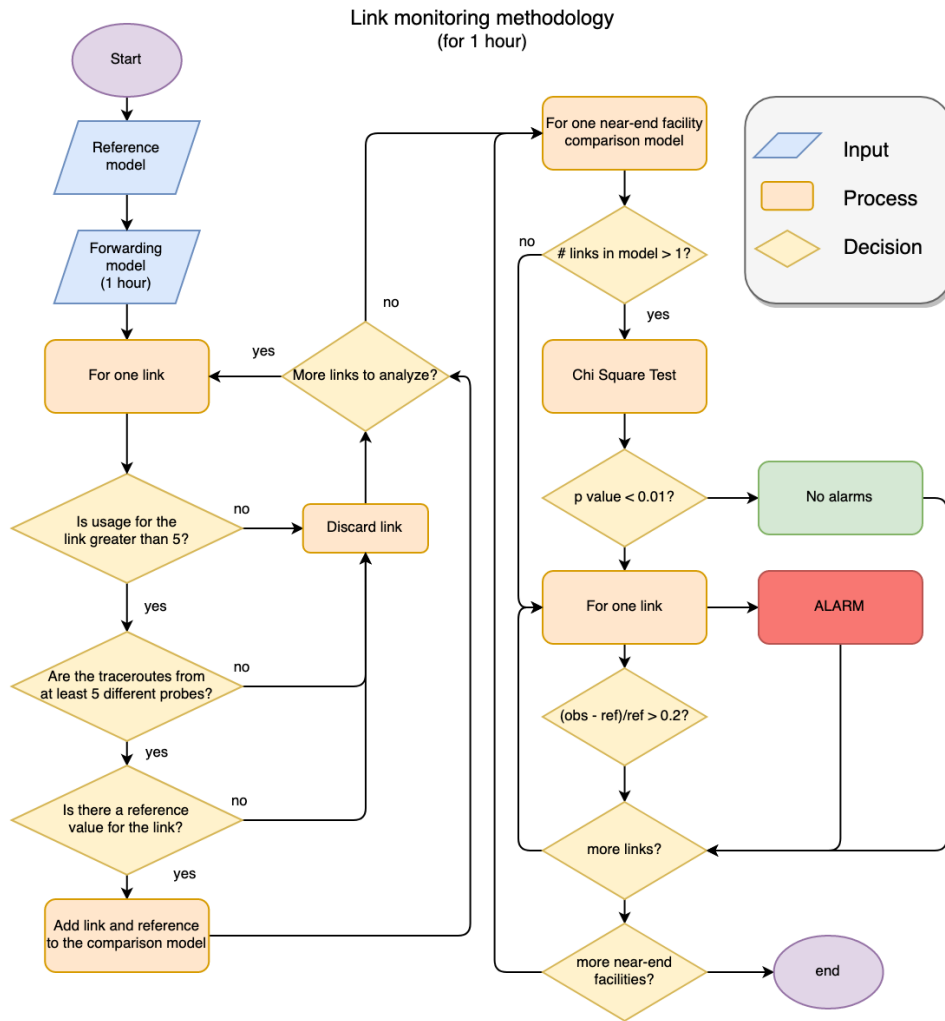 Link monitoring methodology
(for 1 hour)
Start
Reference
model
Forwarding
model
(1 hour)
For one link
yes
More links to analyze?
no
Is usage for the
link greater than 5?
no
Discard link
yes
Are the traceroutes from
at least 5 different probes?
no
yes
Is there a reference
value for the link?
no
yes
Add link and reference
to the comparison model
For one near-end facility
comparison model
no
# links in model > 1?
yes
Chi Square Test
p value < 0.01?
No alarms
For one link
ALARM
(obs - ref)/ref > 0.2?
more links?
more near-end
facilities?
end
Input
Process
Decision